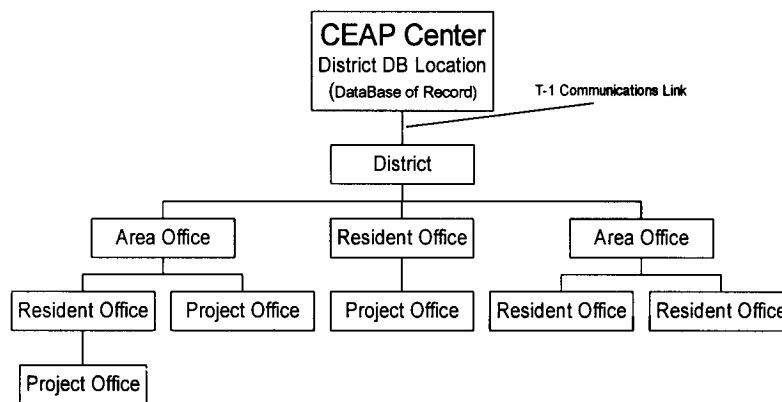 CEAP Center
District DB Location
(DataBase of Record)
T-1 Communications Link
District
Area Office
Resident Office
Area Office
Resident Office
Project Office
Project Office
Resident Office
Resident Office
Project Office